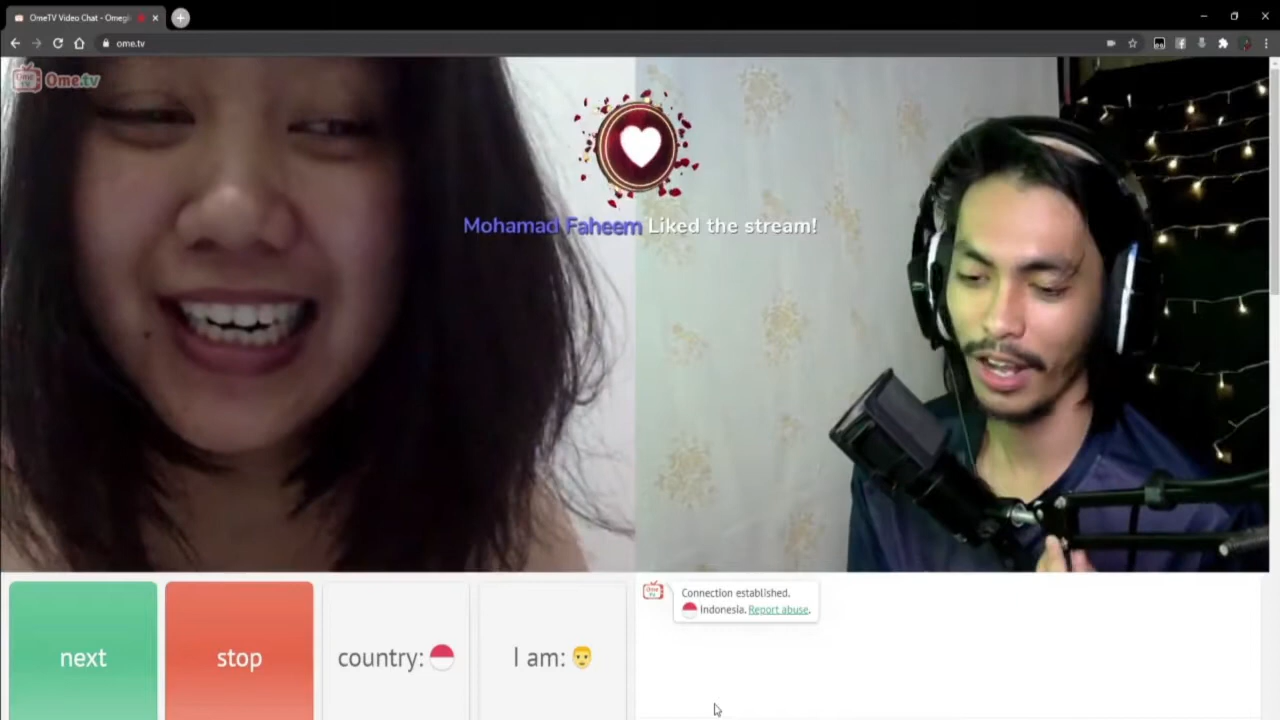 OmeTV Video Chat - Omegl
ome.tv
Ome.tv
Mohamad Faheem Liked the stream!
Connection established.
Indonesia. Report abuse.
next
stop
country:
I am: